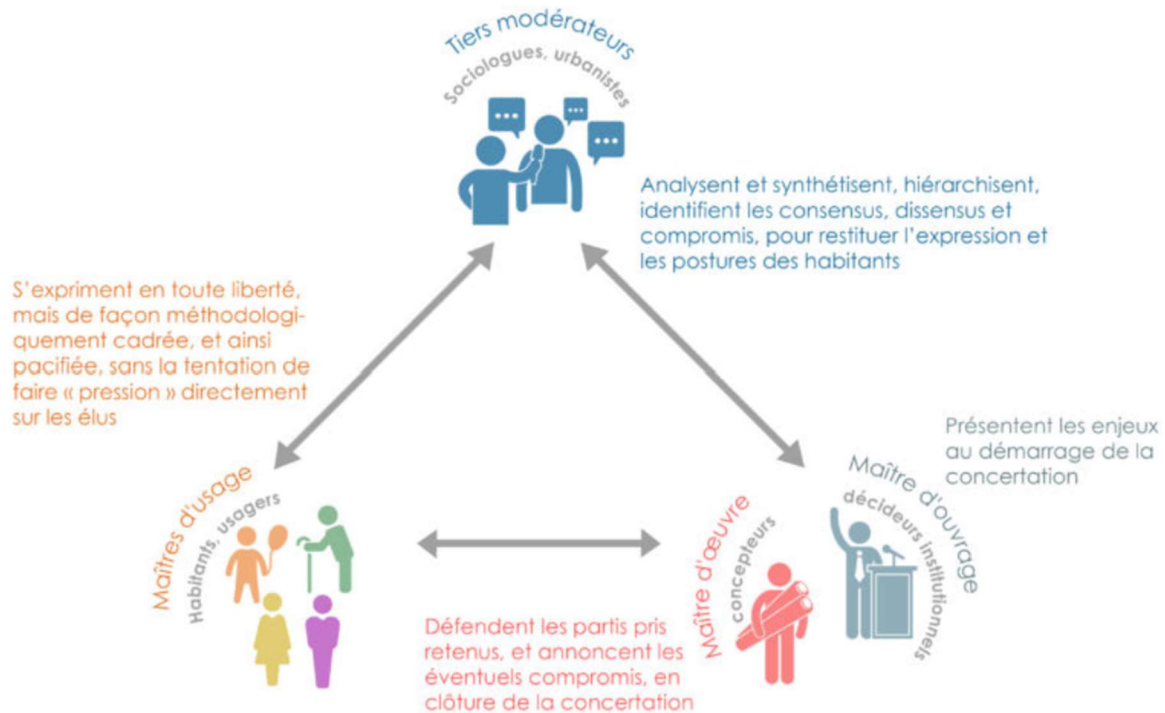 Tiers modérateurs
Sociologues, urbanistes
Analysent et synthétisent, hiérarchisent,
identifient les consensus, dissensus et
compromis, pour restituer l'expression et
les postures des habitants
S'expriment en toute liberté,
mais de façon méthodologi-
quement cadrée, et ainsi
pacifiée, sans la tentation de
faire « pression » directement
sur les élus
Présentent les enjeux
au démarrage de la
concertation
Maîtres d'usage
Habitants, usagers
Maître d'œuvre
concepteurs
Maître d'ouvrage
décideurs institutionnels
Défendent les partis pris
retenus, et annoncent les
éventuels compromis, en
clôture de la concertation